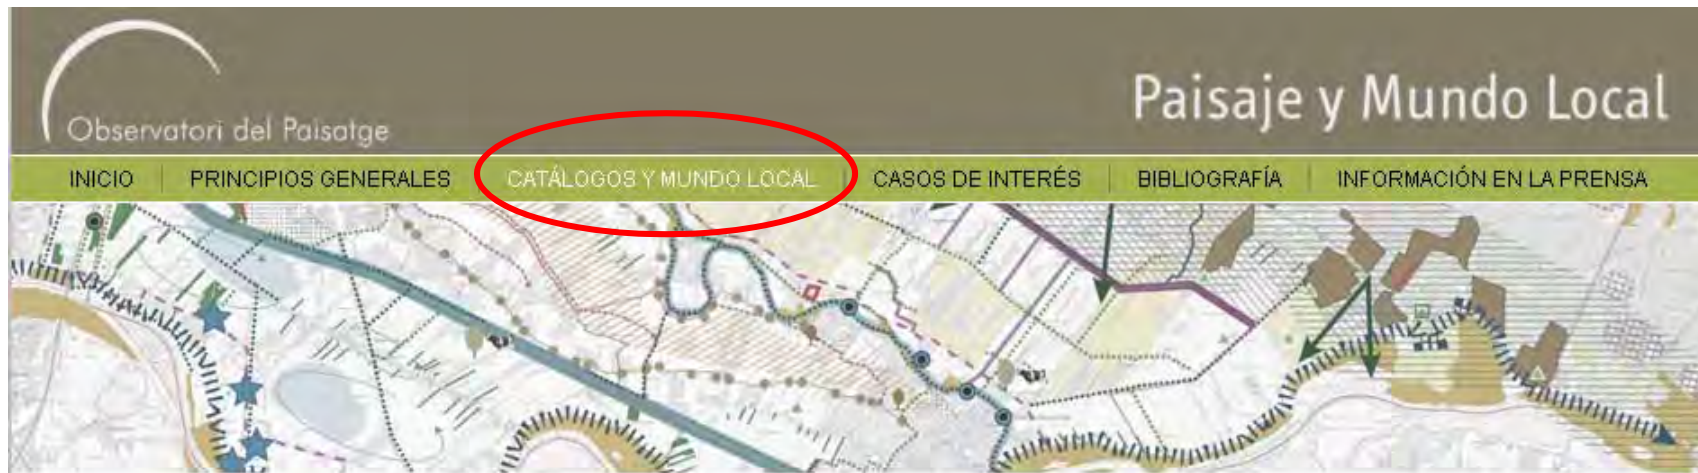 Paisaje y Mundo Local
Observatori del Paisatge
INICIO PRINCIPIOS GENERALES CATÁLOGOS Y MUNDO LOCAL CASOS DE INTERÉS BIBLIOGRAFÍA INFORMACIÓN EN LA PRENSA